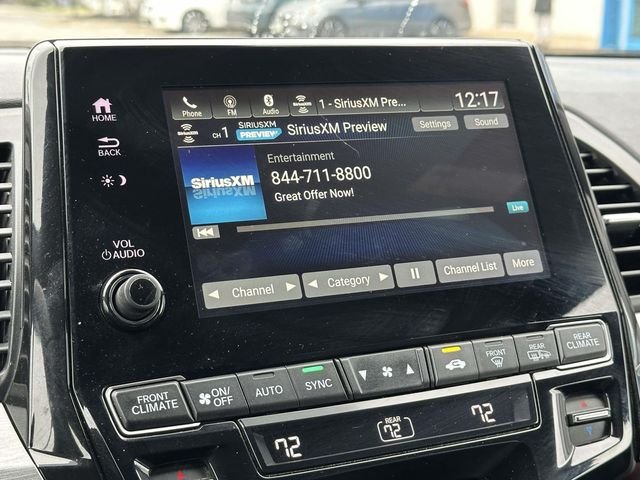 Phone FM Audio 1 - SiriusXM Pre... 12:17
((SiriusXM)) CH 1 SIRIUSXM PREVIEW SiriusXM Preview Settings Sound
HOME
BACK
Entertainment
SiriusXM
844-711-8800
Great Offer Now!
Live
VOL
AUDIO
Channel Category Channel List More
FRONT CLIMATE ON/OFF AUTO SYNC FRONT REAR REAR CLIMATE
72 REAR 72 72